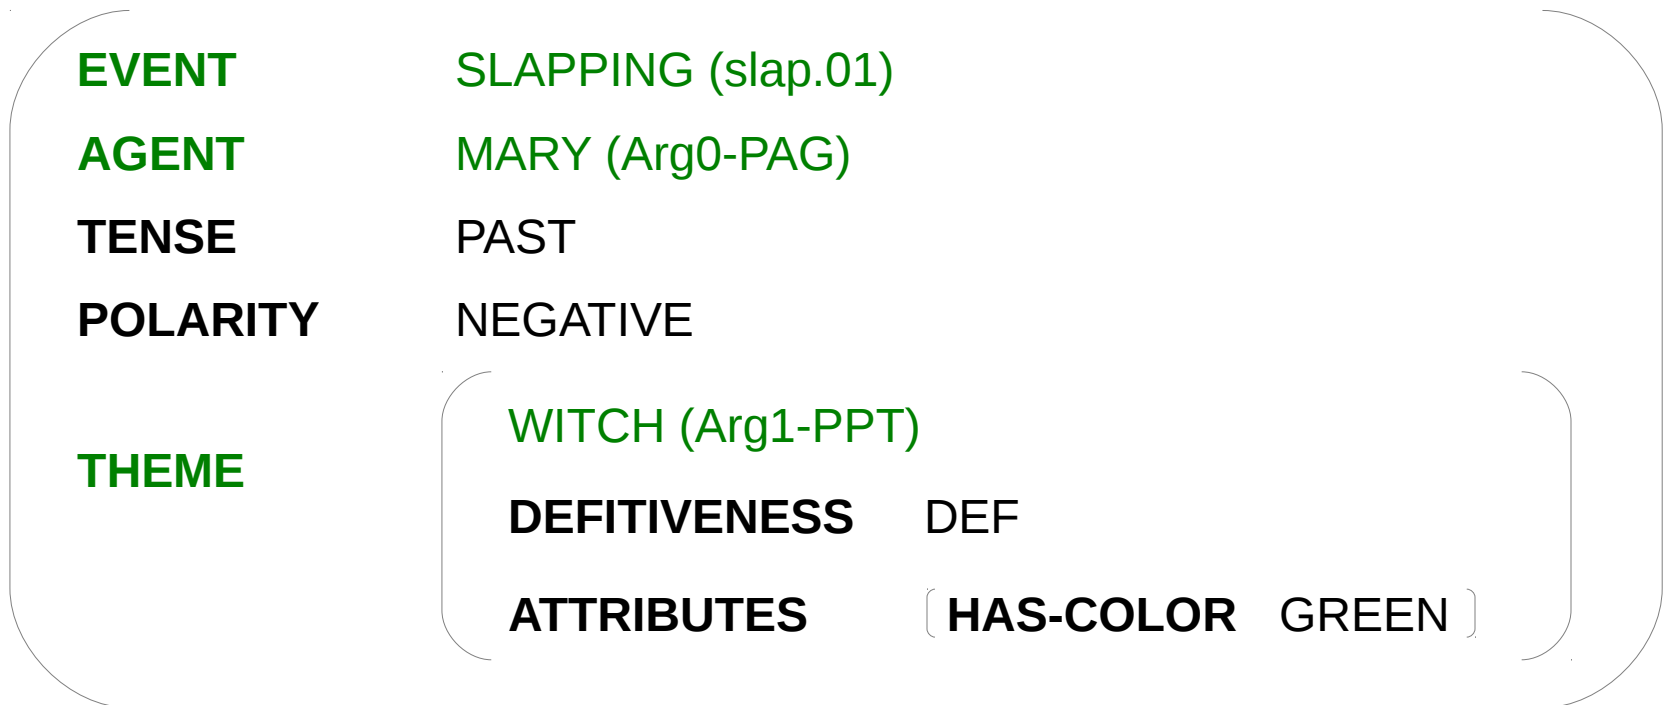 EVENT SLAPPING (slap.01)
AGENT MARY (Arg0-PAG)
TENSE PAST
POLARITY NEGATIVE
THEME
WITCH (Arg1-PPT)
DEFITIVENESS DEF
ATTRIBUTES HAS-COLOR GREEN